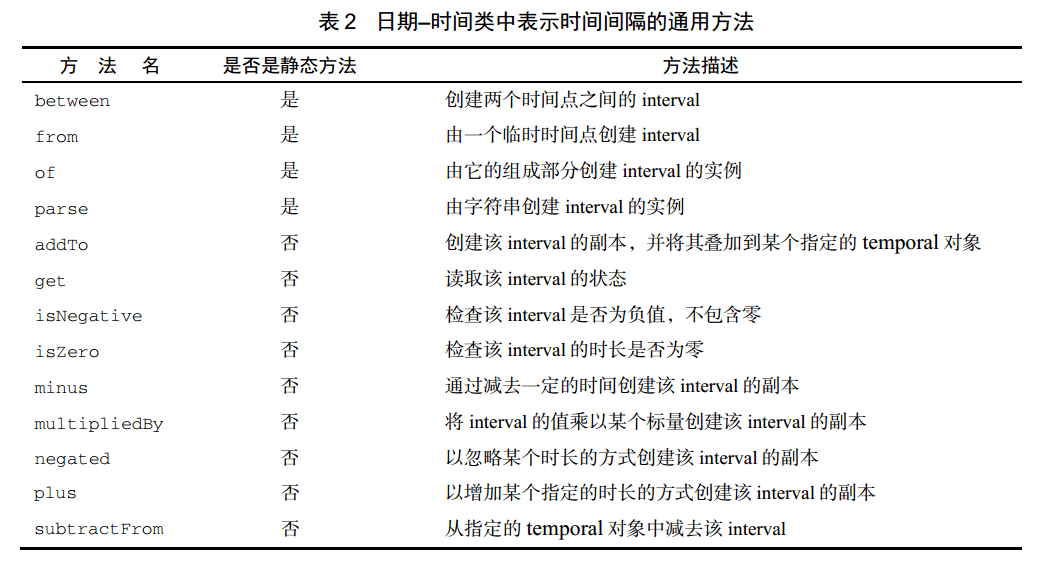 表 2 日期–时间类中表示时间间隔的通用方法
方 法 名 是否是静态方法 方法描述
between 是 创建两个时间点之间的 interval
from 是 由一个临时时间点创建 interval
of 是 由它的组成部分创建 interval 的实例
parse 是 由字符串创建 interval 的实例
addTo 否 创建该 interval 的副本，并将其叠加到某个指定的 temporal 对象
get 否 读取该 interval 的状态
isNegative 否 检查该 interval 是否为负值，不包含零
isZero 否 检查该 interval 的时长是否为零
minus 否 通过减去一定的时间创建该 interval 的副本
multipliedBy 否 将 interval 的值乘以某个标量创建该 interval 的副本
negated 否 以忽略某个时长的方式创建该 interval 的副本
plus 否 以增加某个指定的时长的方式创建该 interval 的副本
subtractFrom 否 从指定的 temporal 对象中减去该 interval